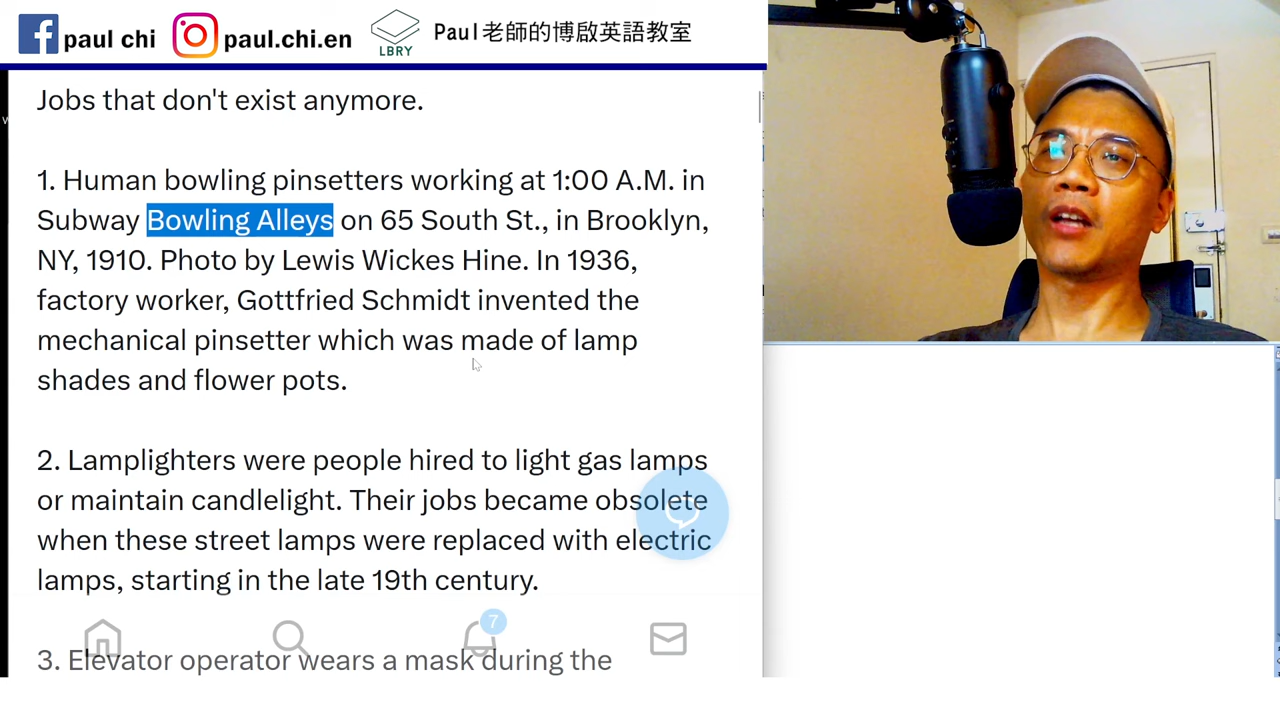 paul chi
paul.chi.en
LBRY
Paul老師的博啟英語教室
Jobs that don't exist anymore.
1. Human bowling pinsetters working at 1:00 A.M. in
Subway Bowling Alleys on 65 South St., in Brooklyn,
NY, 1910. Photo by Lewis Wickes Hine. In 1936,
factory worker, Gottfried Schmidt invented the
mechanical pinsetter which was made of lamp
shades and flower pots.
2. Lamplighters were people hired to light gas lamps
or maintain candlelight. Their jobs became obsolete
when these street lamps were replaced with electric
lamps, starting in the late 19th century.
7
3. Elevator operator wears a mask during the